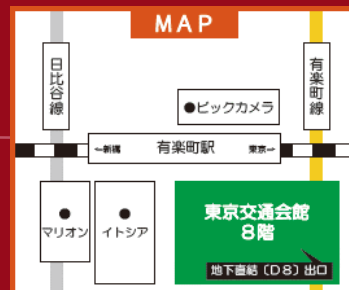 MAP
日比谷線
有楽町線
●ビックカメラ
←新橋 有楽町駅 東京→
マリオン
イトシア
東京交通会館
8階
地下直結（D8）出口